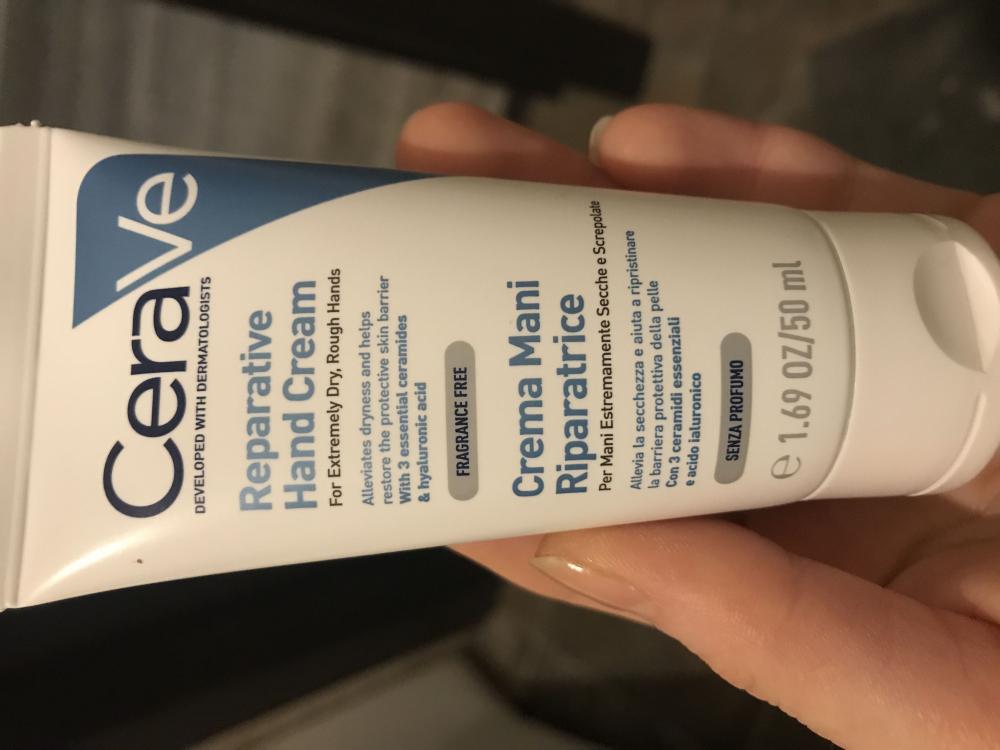 CeraVe
DEVELOPED WITH DERMATOLOGISTS
Reparative
Hand Cream
For Extremely Dry, Rough Hands
Alleviates dryness and helps
restore the protective skin barrier
With 3 essential ceramides
& hyaluronic acid
FRAGRANCE FREE
Crema Mani
Riparatrice
Per Mani Estremamente Secche e Screpolate
Allevia la secchezza e aiuta a ripristinare
la barriera protettiva della pelle
Con 3 ceramidi essenziali
e acido ialuronico
SENZA PROFUMO
℮ 1.69 OZ/50 ml